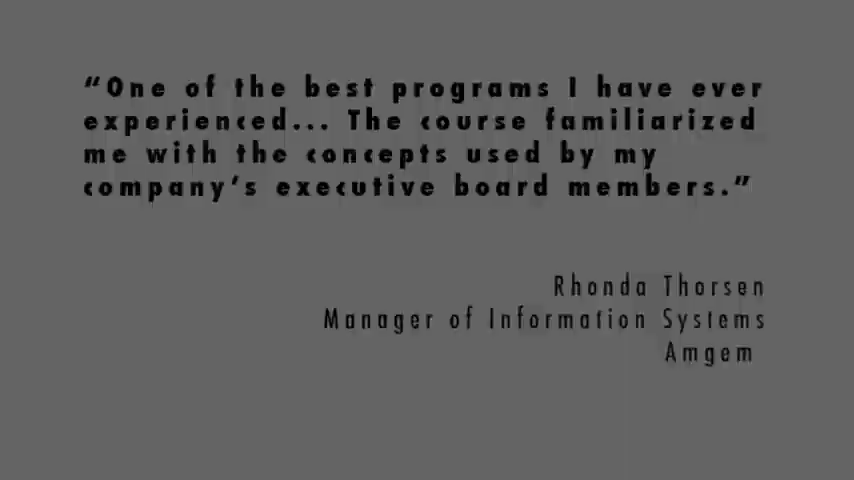 “One of the best programs I have ever
experienced... The course familiarized
me with the concepts used by my
company’s executive board members.”
Rhonda Thorsen
Manager of Information Systems
Amgem